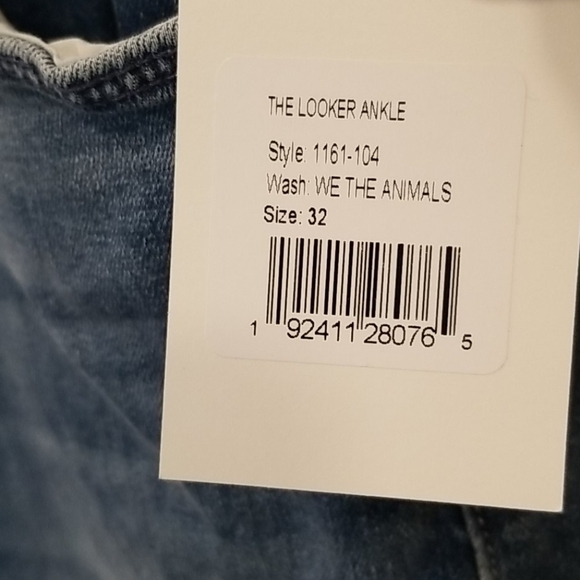 THE LOOKER ANKLE
Style: 1161-104
Wash: WE THE ANIMALS
Size: 32
1 92411 28076 5